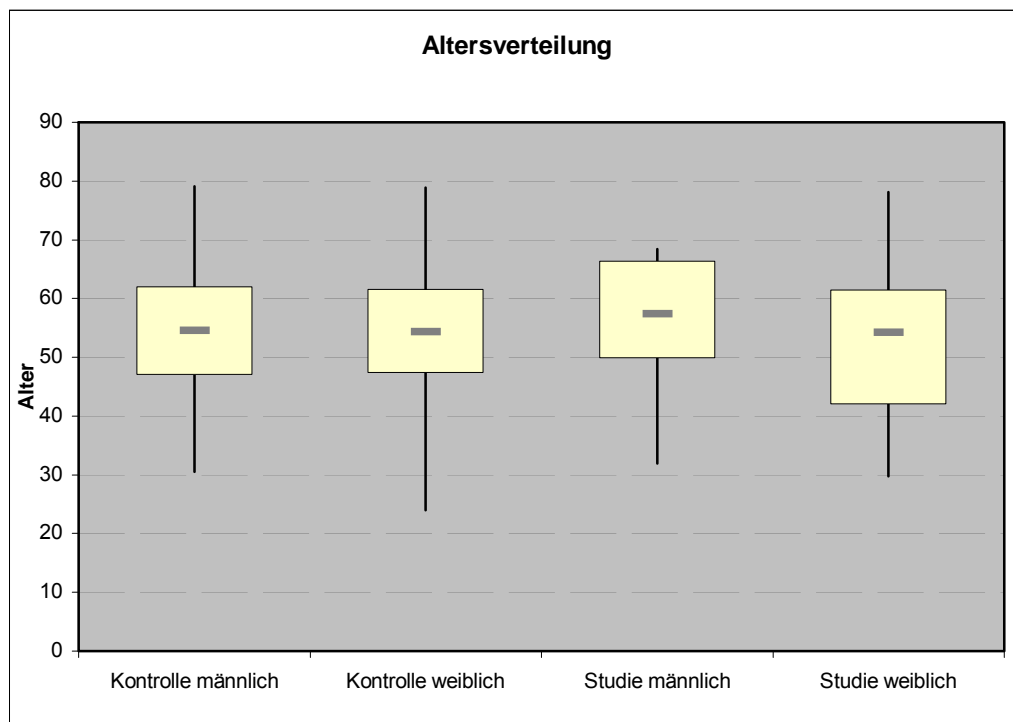 Altersverteilung
90
80
70
60
50
40
30
20
10
0
Alter
Kontrolle männlich
Kontrolle weiblich
Studie männlich
Studie weiblich